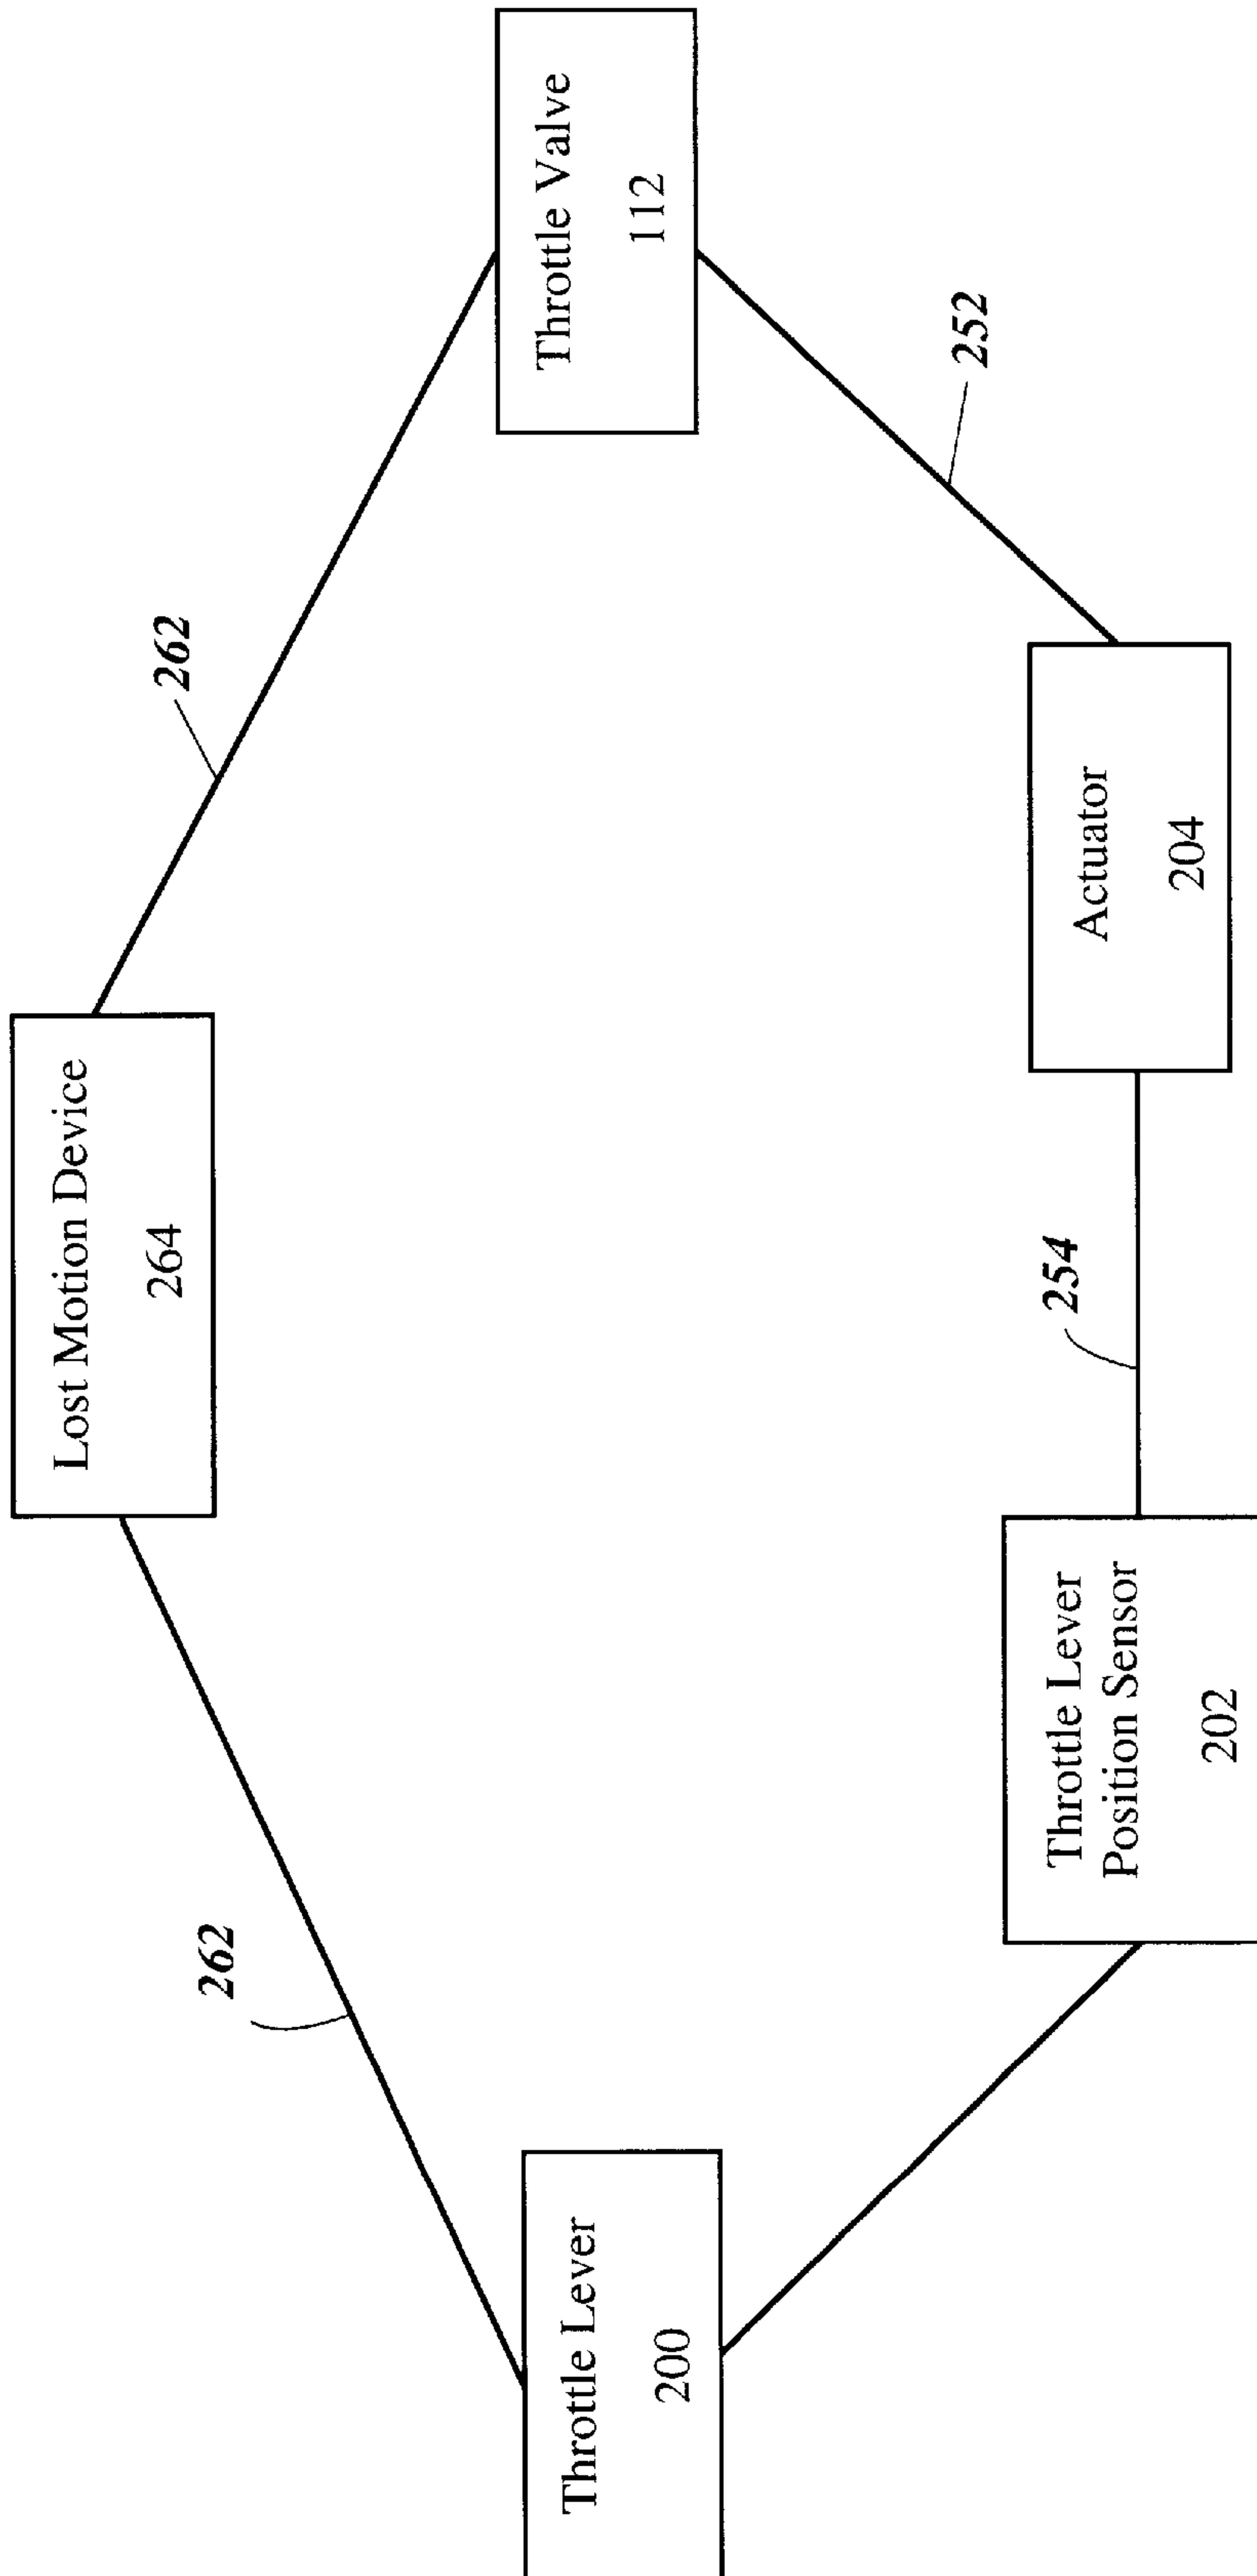 Lost Motion Device
264
262
262
Throttle Lever
200
Throttle Valve
112
252
254
Throttle Lever
Position Sensor
202
Actuator
204